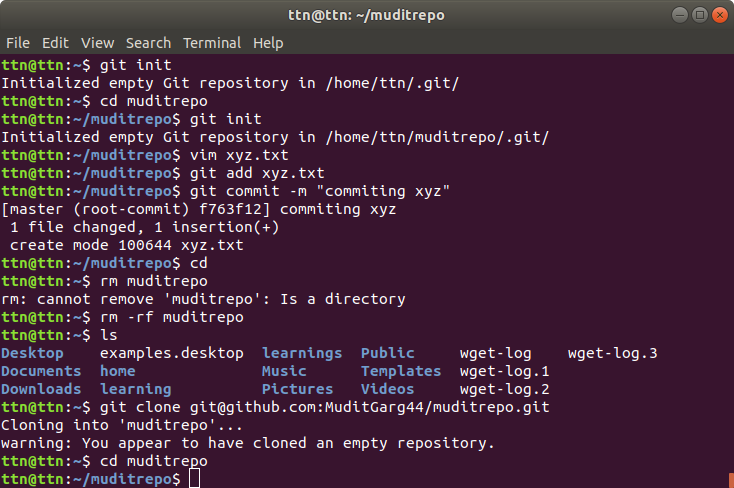 ttn@ttn: ~/muditrepo
File Edit View Search Terminal Help
ttn@ttn:~$ git init
Initialized empty Git repository in /home/ttn/.git/
ttn@ttn:~$ cd muditrepo
ttn@ttn:~/muditrepo$ git init
Initialized empty Git repository in /home/ttn/muditrepo/.git/
ttn@ttn:~/muditrepo$ vim xyz.txt
ttn@ttn:~/muditrepo$ git add xyz.txt
ttn@ttn:~/muditrepo$ git commit -m "commiting xyz"
[master (root-commit) f763f12] commiting xyz
 1 file changed, 1 insertion(+)
 create mode 100644 xyz.txt
ttn@ttn:~/muditrepo$ cd
ttn@ttn:~$ rm muditrepo
rm: cannot remove 'muditrepo': Is a directory
ttn@ttn:~$ rm -rf muditrepo
ttn@ttn:~$ ls
Desktop    examples.desktop  learnings  Public     wget-log    wget-log.3
Documents  home              Music      Templates  wget-log.1
Downloads  learning          Pictures   Videos     wget-log.2
ttn@ttn:~$ git clone git@github.com:MuditGarg44/muditrepo.git
Cloning into 'muditrepo'...
warning: You appear to have cloned an empty repository.
ttn@ttn:~$ cd muditrepo
ttn@ttn:~/muditrepo$